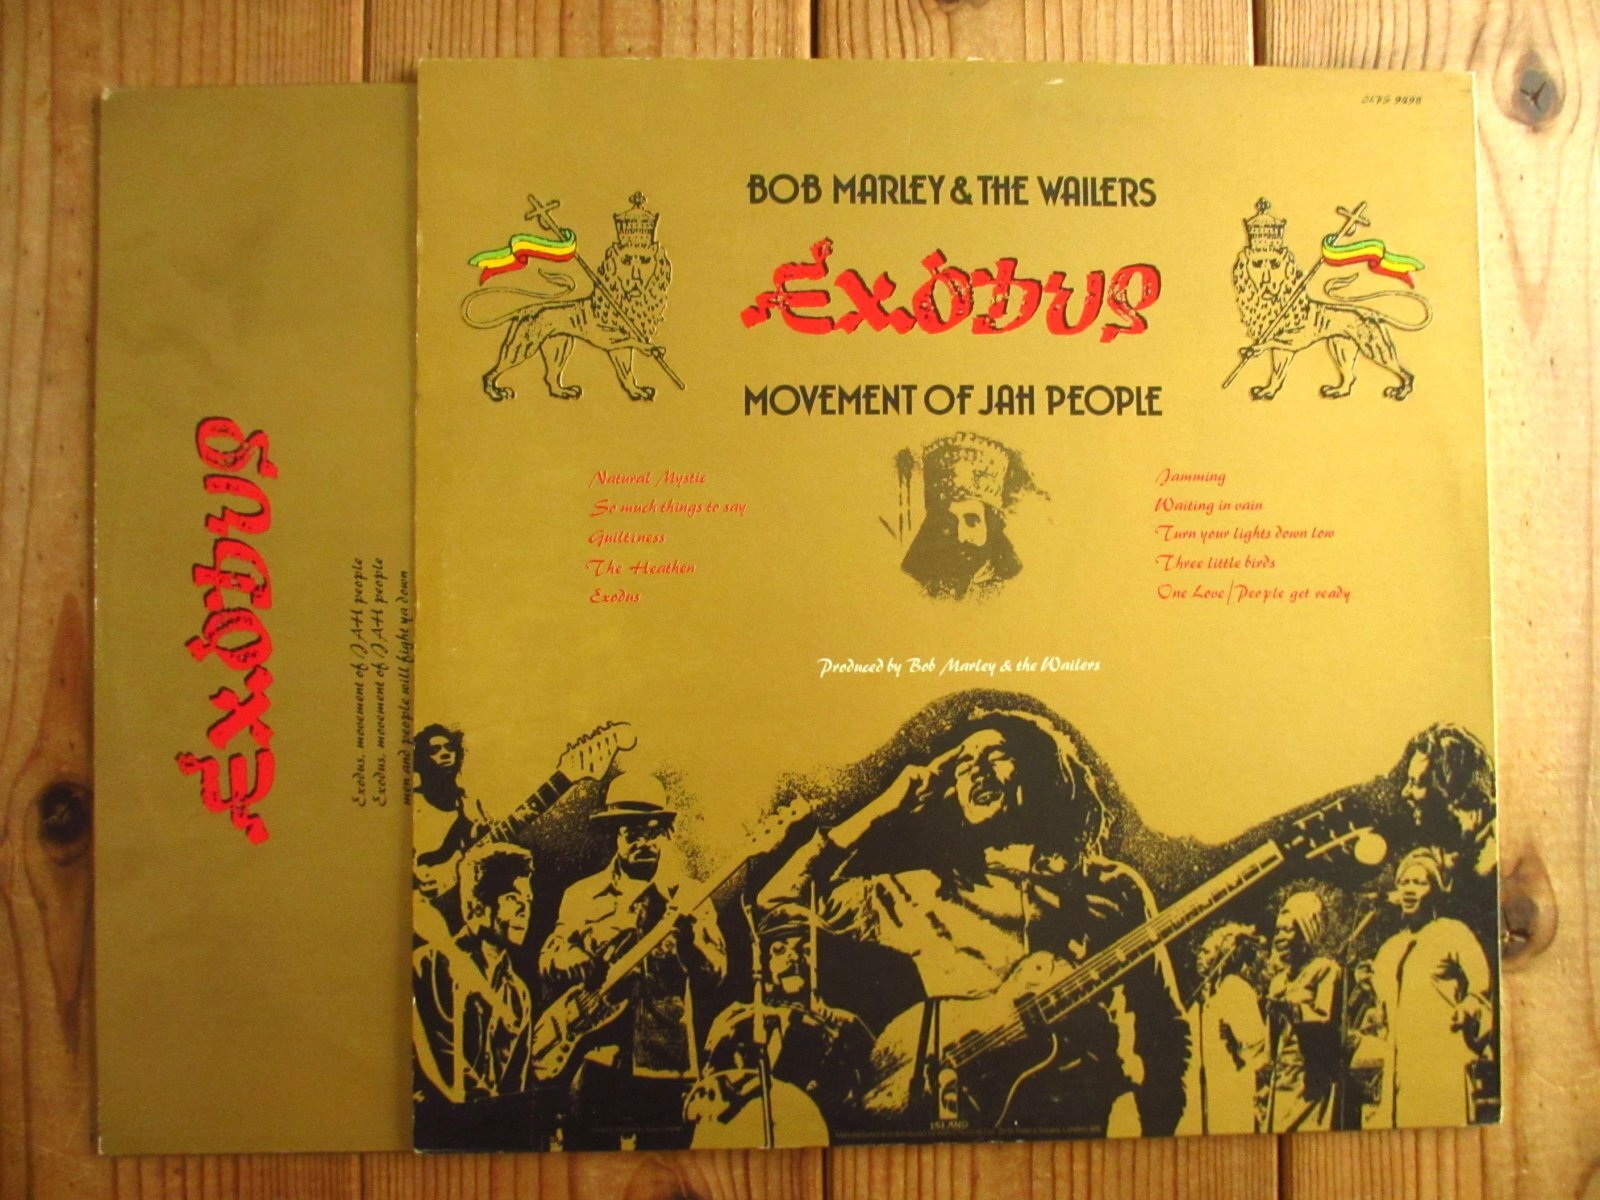 ILPS 9498
BOB MARLEY & THE WAILERS
EXODUS
MOVEMENT OF JAH PEOPLE
Natural Mystic
So much things to say
Guiltiness
The Heathen
Exodus
Jamming
Waiting in vain
Turn your lights down low
Three little birds
One Love/People get ready
Produced by Bob Marley & the Wailers
ISLAND
EXODUS
Exodus, movement of JAH people
Exodus, movement of JAH people
men and people will fight ya down